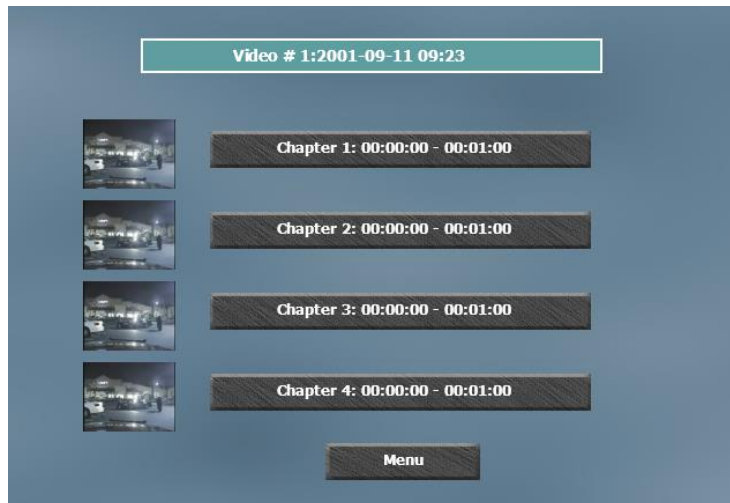 Video # 1:2001-09-11 09:23
Chapter 1: 00:00:00 - 00:01:00
Chapter 2: 00:00:00 - 00:01:00
Chapter 3: 00:00:00 - 00:01:00
Chapter 4: 00:00:00 - 00:01:00
Menu